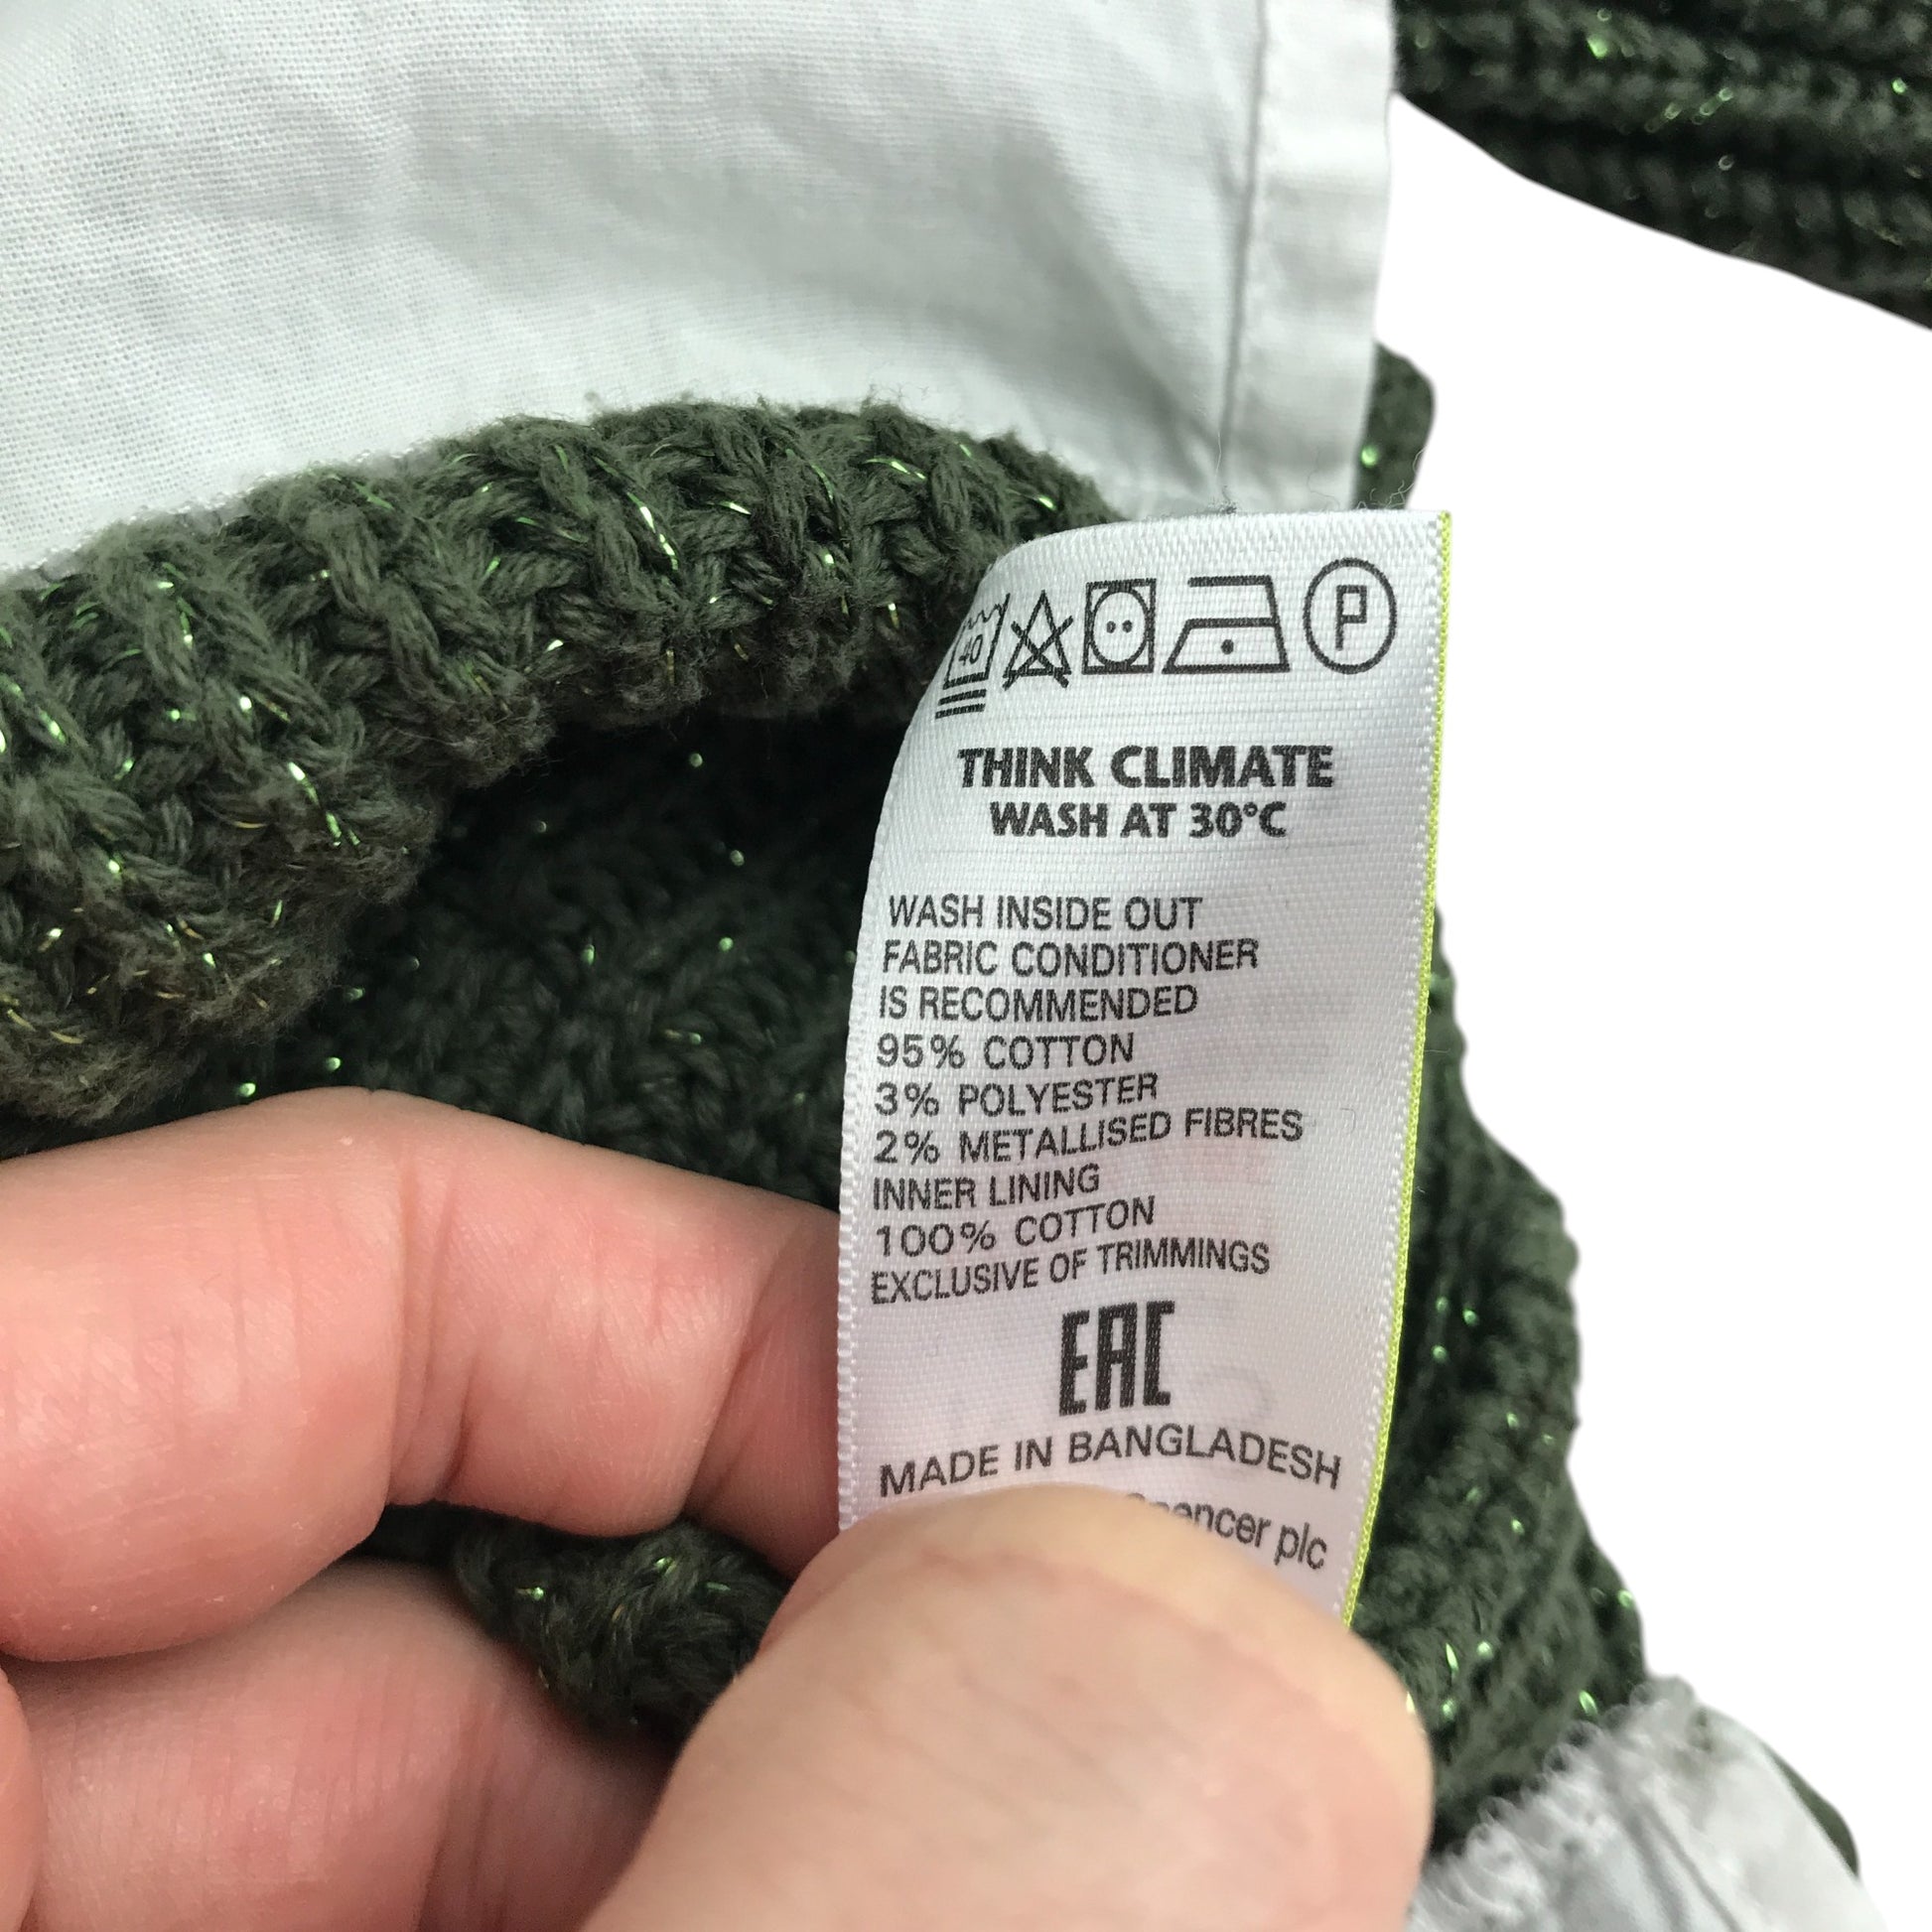 40
P
THINK CLIMATE
WASH AT 30°C
WASH INSIDE OUT
FABRIC CONDITIONER
IS RECOMMENDED
95% COTTON
3% POLYESTER
2% METALLISED FIBRES
INNER LINING
100% COTTON
EXCLUSIVE OF TRIMMINGS
EAC
MADE IN BANGLADESH
plc